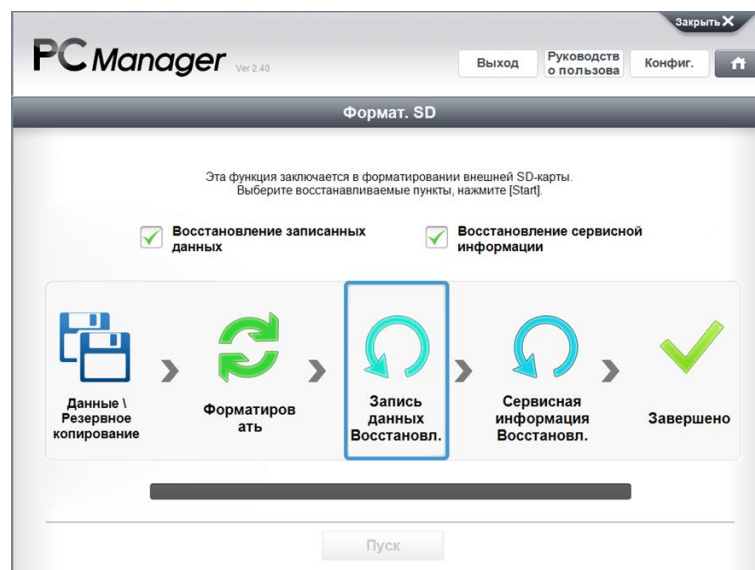 Закрыть X
PC Manager Ver 2.40
Выход
Руководств
о пользова
Конфиг.
Формат. SD
Эта функция заключается в форматировании внешней SD-карты.
Выберите восстанавливаемые пункты, нажмите [Start].
Восстановление записанных
данных
Восстановление сервисной
информации
Данные \
Резервное
копирование
Форматиров
ать
Запись
данных
Восстановл.
Сервисная
информация
Восстановл.
Завершено
Пуск